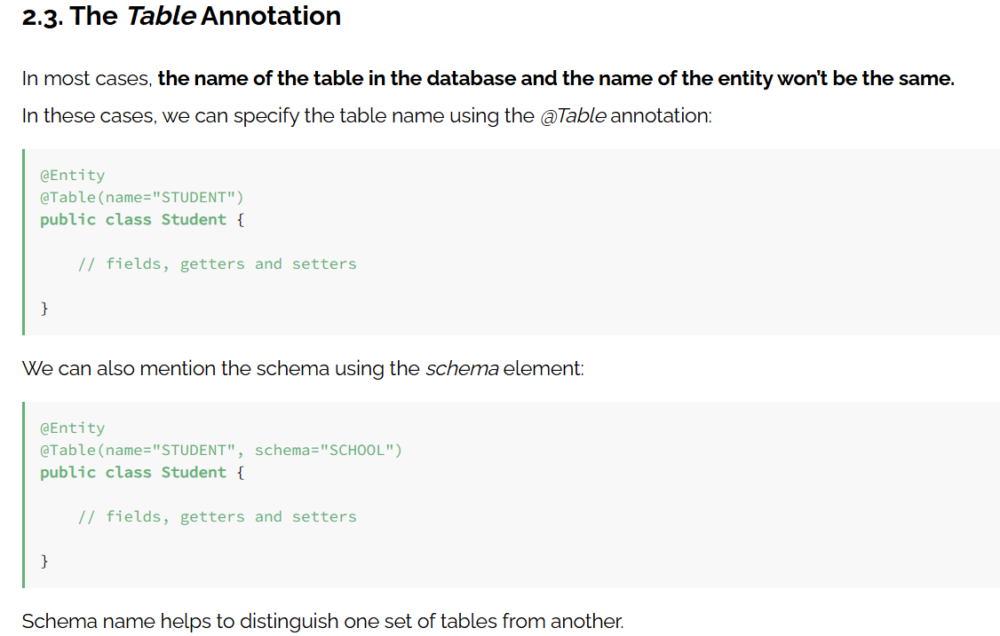 2.3. The Table Annotation
In most cases, the name of the table in the database and the name of the entity won't be the same.
In these cases, we can specify the table name using the @Table annotation:
@Entity
@Table(name="STUDENT")
public class Student {
// fields, getters and setters
}
We can also mention the schema using the schema element:
@Entity
@Table(name="STUDENT", schema="SCHOOL")
public class Student {
// fields, getters and setters
}
Schema name helps to distinguish one set of tables from another.